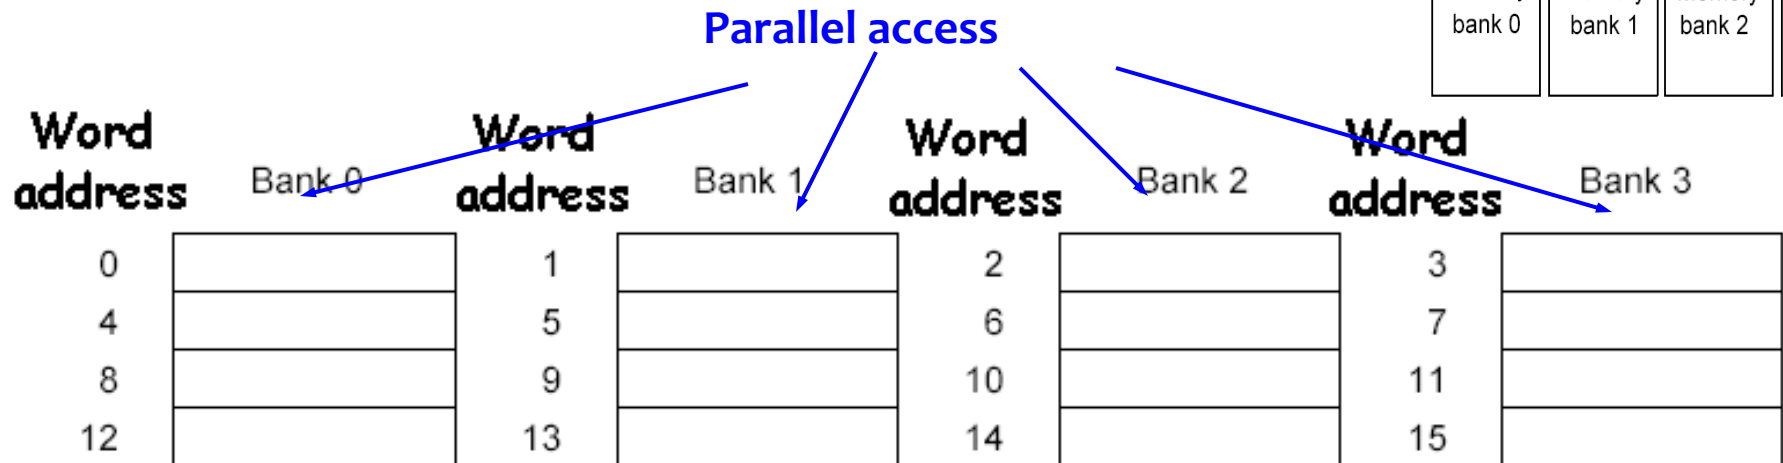 Parallel access
bank 0 bank 1 bank 2
Word Word Word Word
address Bank 0 address Bank 1 address Bank 2 address Bank 3
0 1 2 3
4 5 6 7
8 9 10 11
12 13 14 15